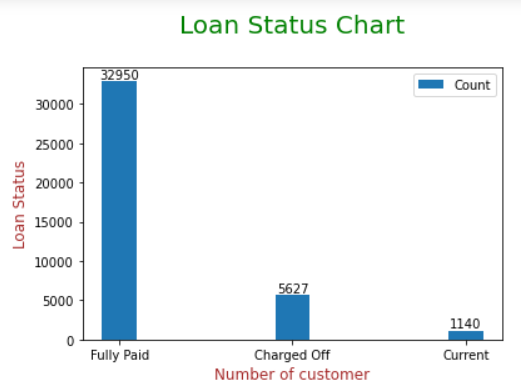 Loan Status Chart
32950
Count
30000
25000
20000
15000
10000
5000
0
5627
1140
Loan Status
Fully Paid Charged Off Current
Number of customer